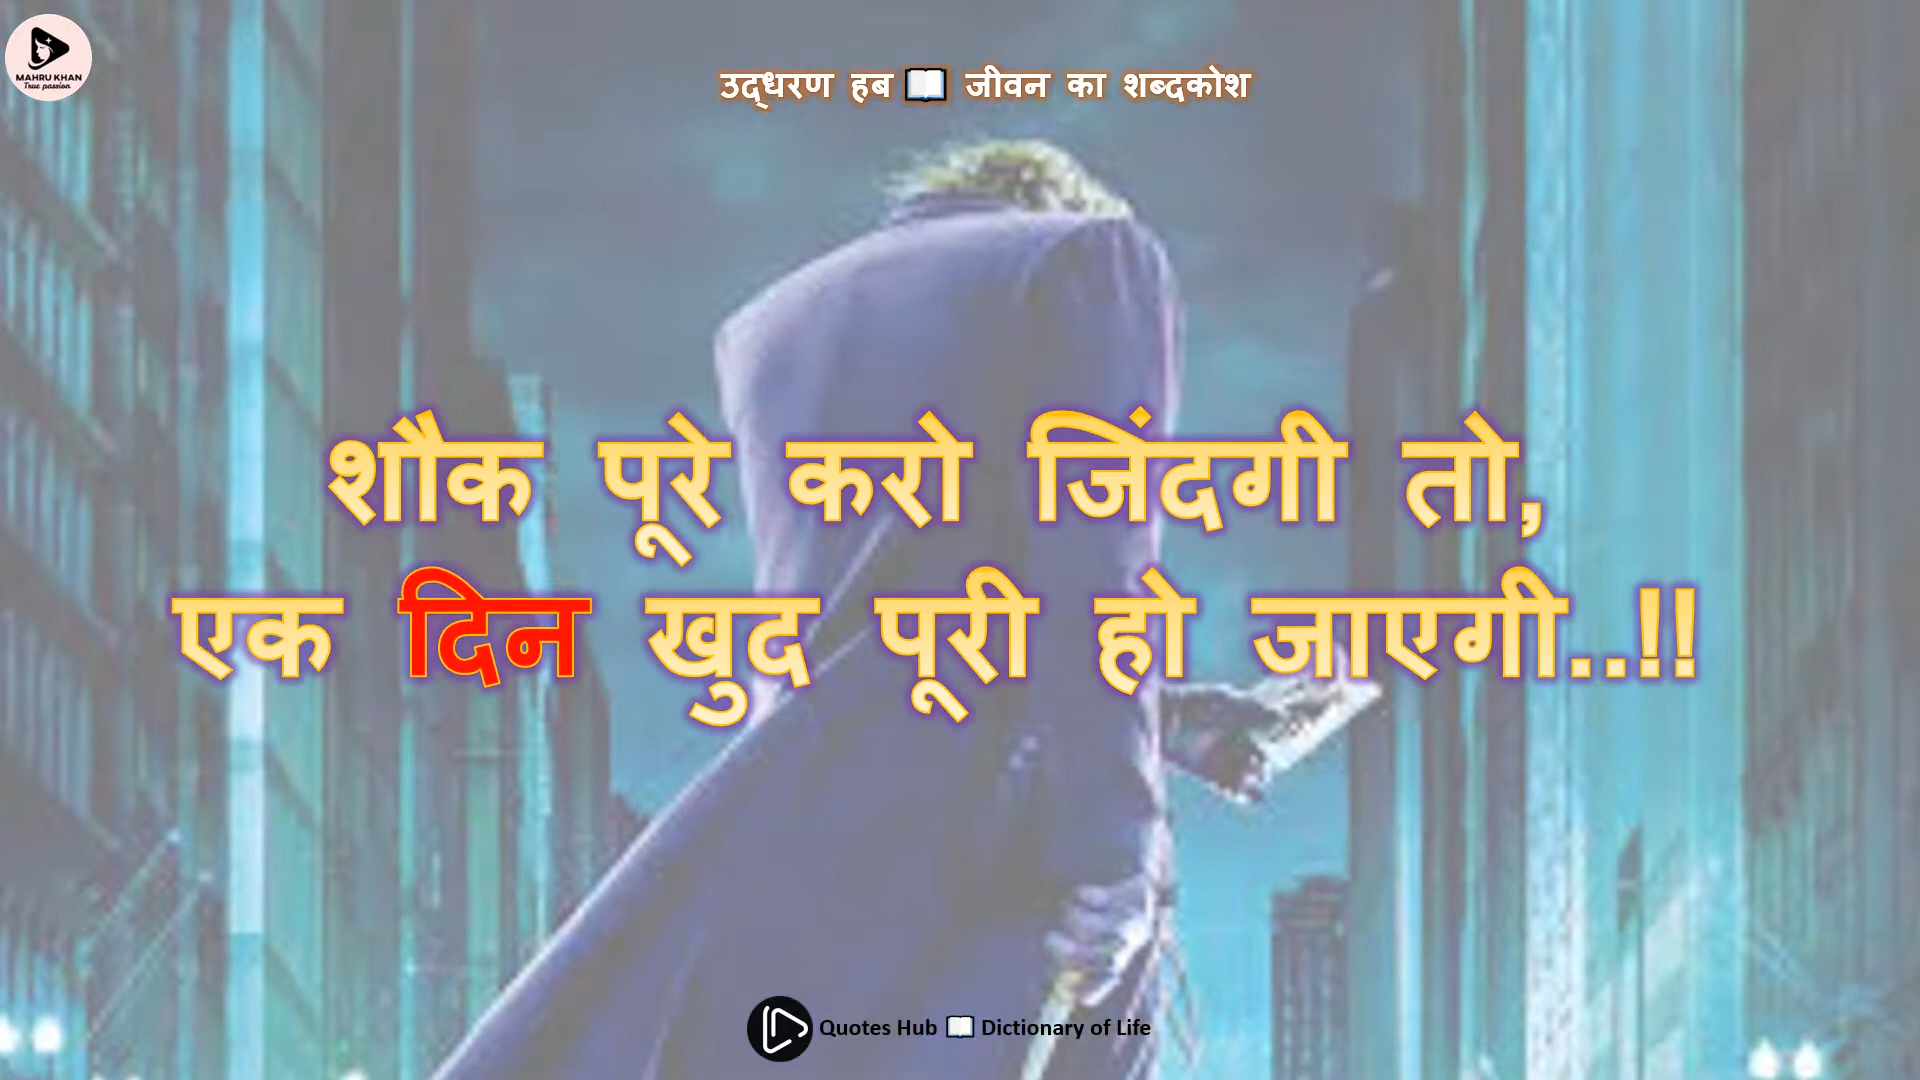 MAHRU KHAN
True passion
उद्धरण हब 📖 जीवन का शब्दकोश
शौक पूरे करो जिंदगी तो,
एक दिन खुद पूरी हो जाएगी..!!
Quotes Hub 📖 Dictionary of Life